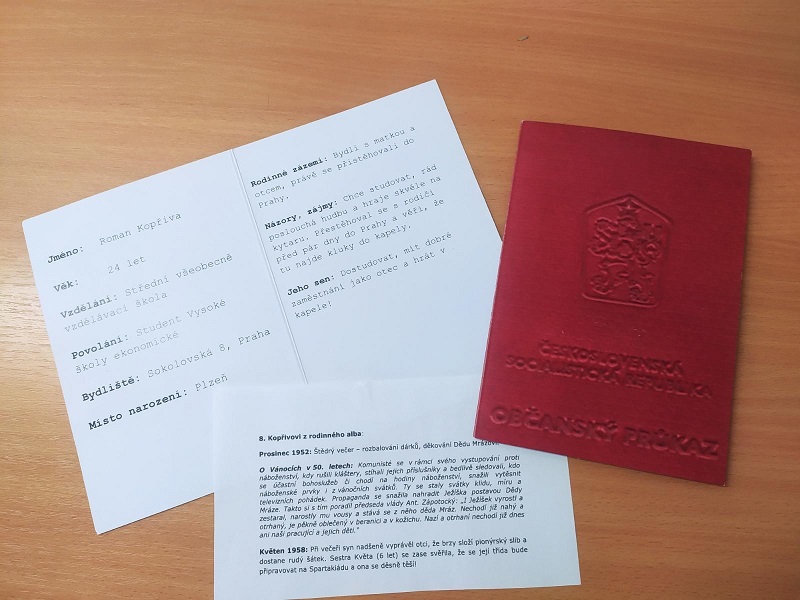 Jméno: Roman Kopřiva
Věk: 24 let
Vzdělání: Střední všeobecně
vzdělávací škola
Povolání: Student Vysoké
školy ekonomické
Bydliště: Sokolovská 8, Praha
Místo narození: Plzeň
Rodinné zázemí: Bydlí s matkou a
otcem, právě se přistěhovali do
Prahy.
Názory, zájmy: Chce studovat, rád
poslouchá hudbu a hraje skvěle na
kytaru. Přestěhoval se s rodiči
před pár dny do Prahy a věří, že
tu najde kluky do kapely.
Jeho sen: Dostudovat, mít dobré
zaměstnání jako otec a hrát v
kapele!
ČESKOSLOVENSKÁ
SOCIALISTICKÁ REPUBLIKA
OBČANSKÝ PRŮKAZ
8. Kopřivovi z rodinného alba:
Prosinec 1952: Štědrý večer – rozbalování dárků, děkování Dědu Mrázovi.
O Vánocích v 50. letech: Komunisté se v rámci svého vystupování proti
náboženství, kdy rušili kláštery, stíhali jejich příslušníky a bedlivě sledovali, kdo
se účastní bohoslužeb či chodí na hodiny náboženství, snažili vytěsnit
náboženské prvky i z vánočních svátků. Ty se staly svátky klidu, míru a
televizních pohádek. Propaganda se snažila nahradit Ježíška postavou Dědy
Mráze. Takto si s tím poradil předseda vlády Ant. Zápotocký: „I Ježíšek vyrostl a
zestaral, narostly mu vousy a stává se z něho děda Mráz. Nechodí již nahý a
otrhaný, je pěkně oblečený v beranici a v kožichu. Nazí a otrhaní nechodí již dnes
ani naši pracující a jejich děti."
Květen 1958: Při večeři syn nadšeně vyprávěl otci, že brzy složí pionýrský slib a
dostane rudý šátek. Sestra Květa (6 let) se zase svěřila, že se její třída bude
připravovat na Spartakiádu a ona se děsně těší!